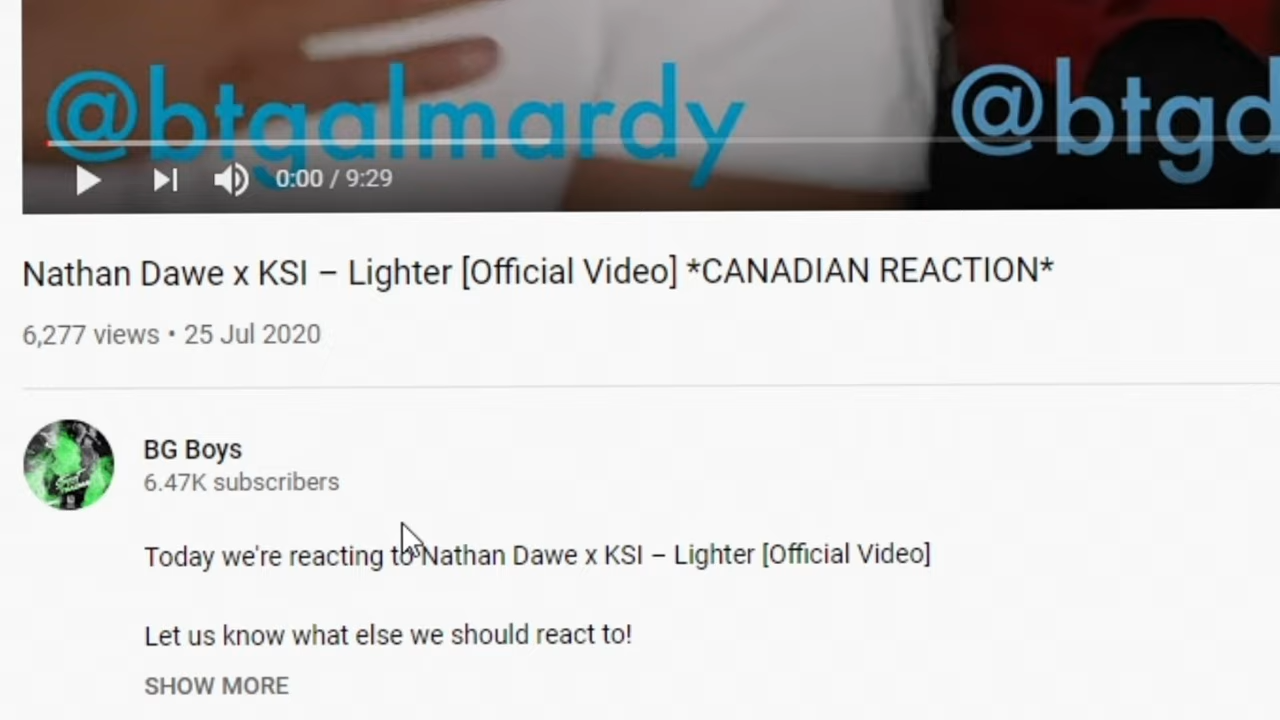 @btgalmardy @btgd
0:00 / 9:29
Nathan Dawe x KSI – Lighter [Official Video] *CANADIAN REACTION*
6,277 views • 25 Jul 2020
BG Boys
6.47K subscribers
Today we're reacting to Nathan Dawe x KSI – Lighter [Official Video]
Let us know what else we should react to!
SHOW MORE